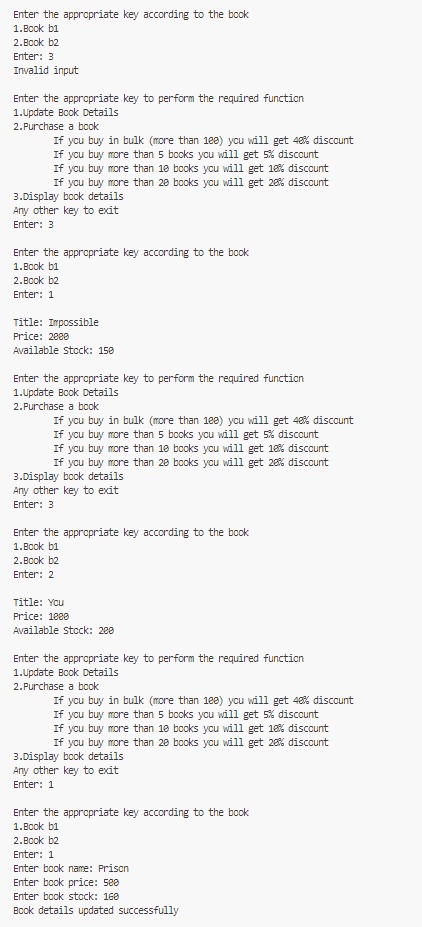 Enter the appropriate key according to the book
1.Book b1
2.Book b2
Enter: 3
Invalid input
Enter the appropriate key to perform the required function
1.Update Book Details
2.Purchase a book
If you buy in bulk (more than 100) you will get 40% discount
If you buy more than 5 books you will get 5% discount
If you buy more than 10 books you will get 10% discount
If you buy more than 20 books you will get 20% discount
3.Display book details
Any other key to exit
Enter: 3
Enter the appropriate key according to the book
1.Book b1
2.Book b2
Enter: 1
Title: Impossible
Price: 2000
Available Stock: 150
Enter the appropriate key to perform the required function
1.Update Book Details
2.Purchase a book
If you buy in bulk (more than 100) you will get 40% discount
If you buy more than 5 books you will get 5% discount
If you buy more than 10 books you will get 10% discount
If you buy more than 20 books you will get 20% discount
3.Display book details
Any other key to exit
Enter: 3
Enter the appropriate key according to the book
1.Book b1
2.Book b2
Enter: 2
Title: You
Price: 1000
Available Stock: 200
Enter the appropriate key to perform the required function
1.Update Book Details
2.Purchase a book
If you buy in bulk (more than 100) you will get 40% discount
If you buy more than 5 books you will get 5% discount
If you buy more than 10 books you will get 10% discount
If you buy more than 20 books you will get 20% discount
3.Display book details
Any other key to exit
Enter: 1
Enter the appropriate key according to the book
1.Book b1
2.Book b2
Enter: 1
Enter book name: Prison
Enter book price: 500
Enter book stock: 160
Book details updated successfully